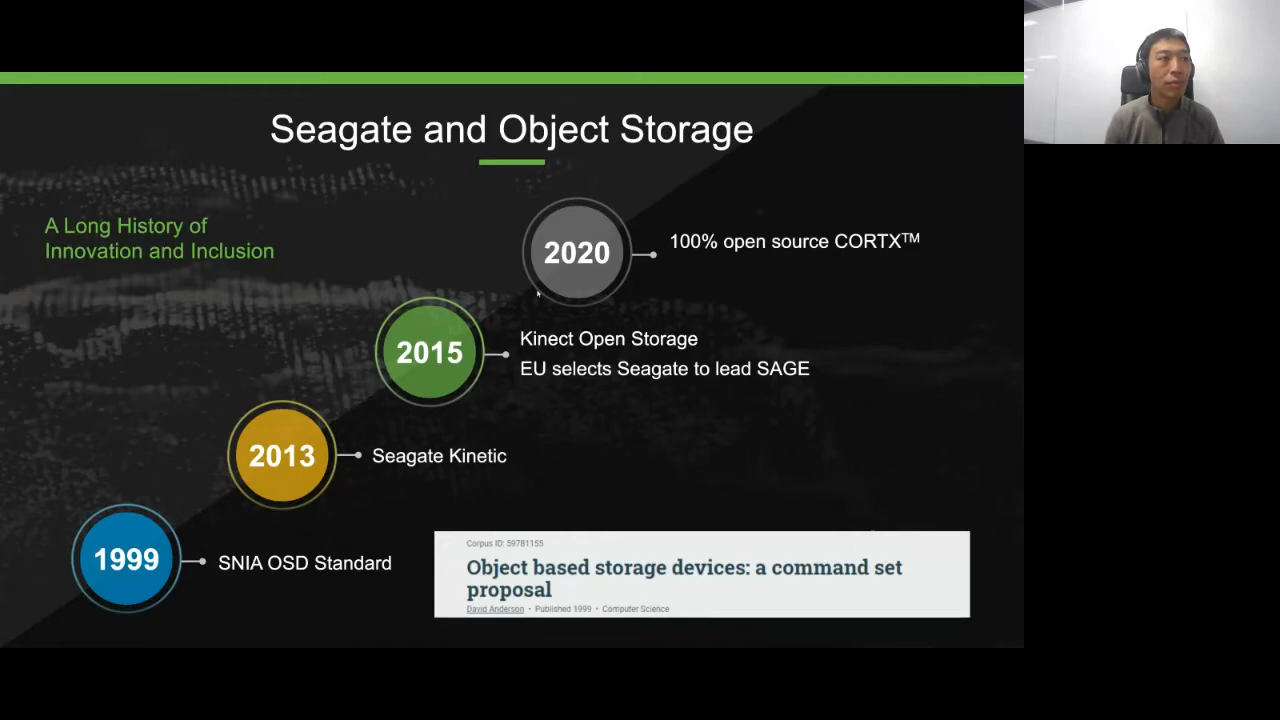 Seagate and Object Storage
A Long History of
Innovation and Inclusion
2020
100% open source CORTX™
2015
Kinect Open Storage
EU selects Seagate to lead SAGE
2013
Seagate Kinetic
1999
SNIA OSD Standard
Corpus ID: 59781155
Object based storage devices: a command set
proposal
David Anderson • Published 1999 • Computer Science